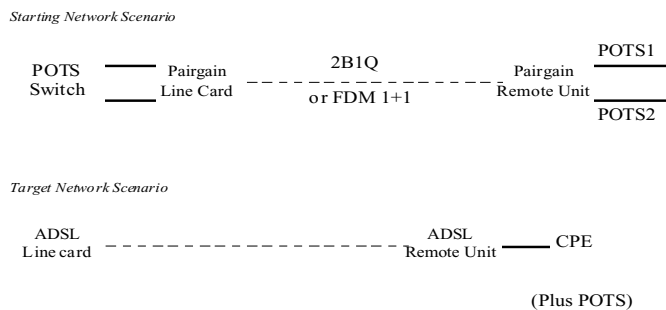 Starting Network Scenario
POTS1
2B1Q
POTS
Switch
Pairgain
Line Card
or FDM 1+1
Pairgain
Remote Unit
POTS2
Target Network Scenario
ADSL
Line card
ADSL
Remote Unit
CPE
(Plus POTS)